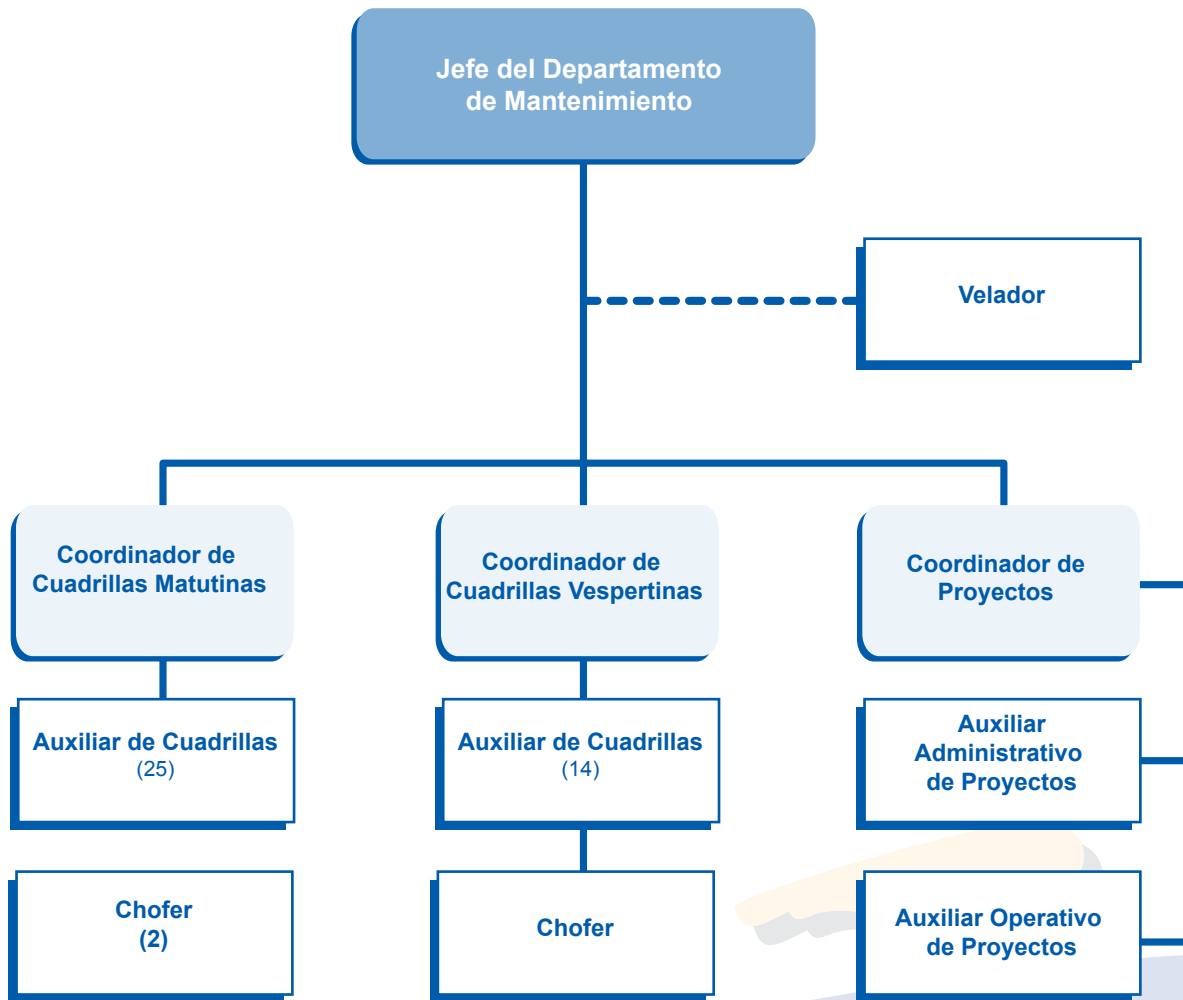 Jefe del Departamento
de Mantenimiento
Velador
Coordinador de
Cuadrillas Matutinas
Coordinador de
Cuadrillas Vespertinas
Coordinador de
Proyectos
Auxiliar de Cuadrillas
(25)
Auxiliar de Cuadrillas
(14)
Auxiliar
Administrativo
de Proyectos
Chofer
(2)
Chofer
Auxiliar Operativo
de Proyectos